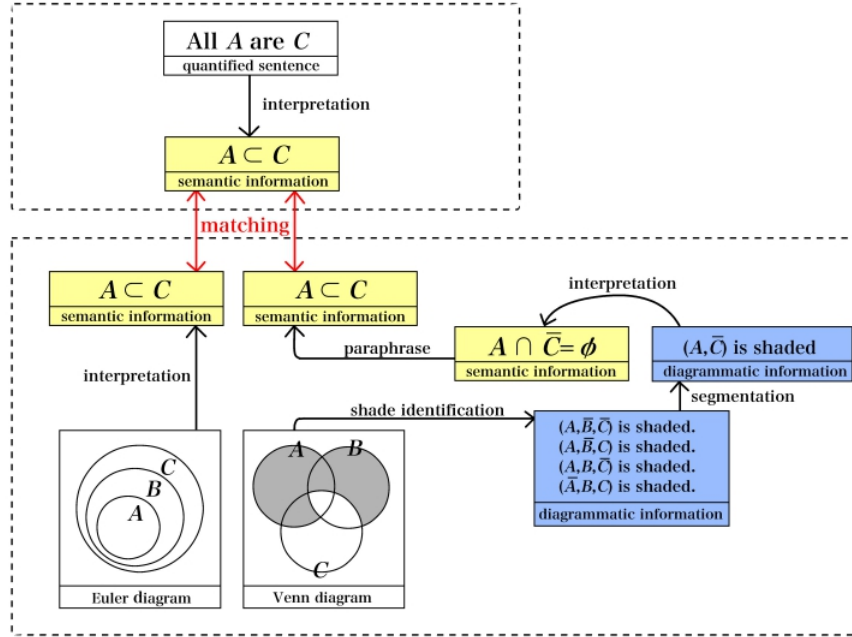 All A are C
quantified sentence
interpretation
A ⊂ C
semantic information
matching
A ⊂ C
semantic information
A ⊂ C
semantic information
interpretation
paraphrase
A ∩ C̅= ϕ
semantic information
(A,C̅) is shaded
diagrammatic information
interpretation
segmentation
shade identification
(A,B̅,C̅) is shaded.
(A,B̅,C) is shaded.
(A,B,C̅) is shaded.
(A̅,B,C) is shaded.
diagrammatic information
C
B
A
Euler diagram
A
B
C
Venn diagram